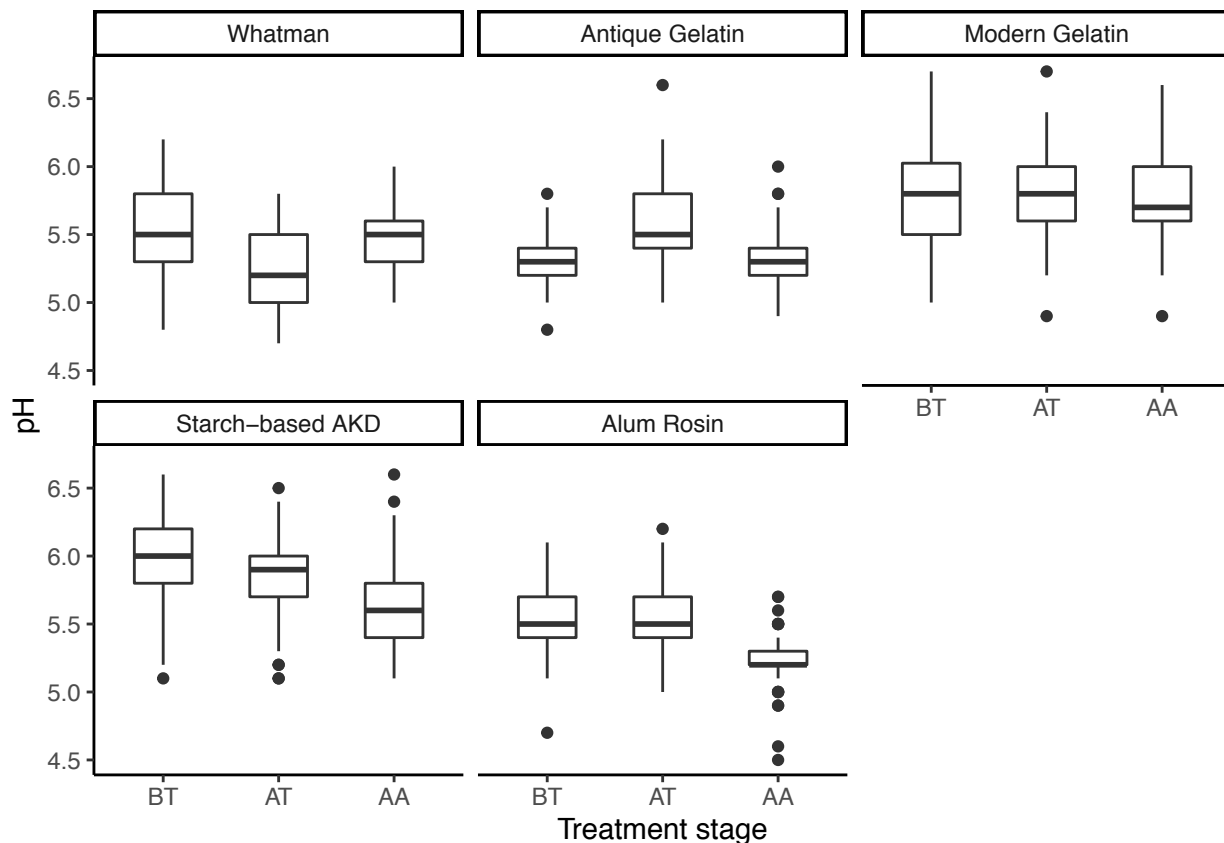 Whatman
Antique Gelatin
Modern Gelatin
6.5
6.0
5.5
5.0
4.5
BT AT AA
pH
Starch−based AKD
Alum Rosin
6.5
6.0
5.5
5.0
4.5
BT AT AA
BT AT AA
Treatment stage